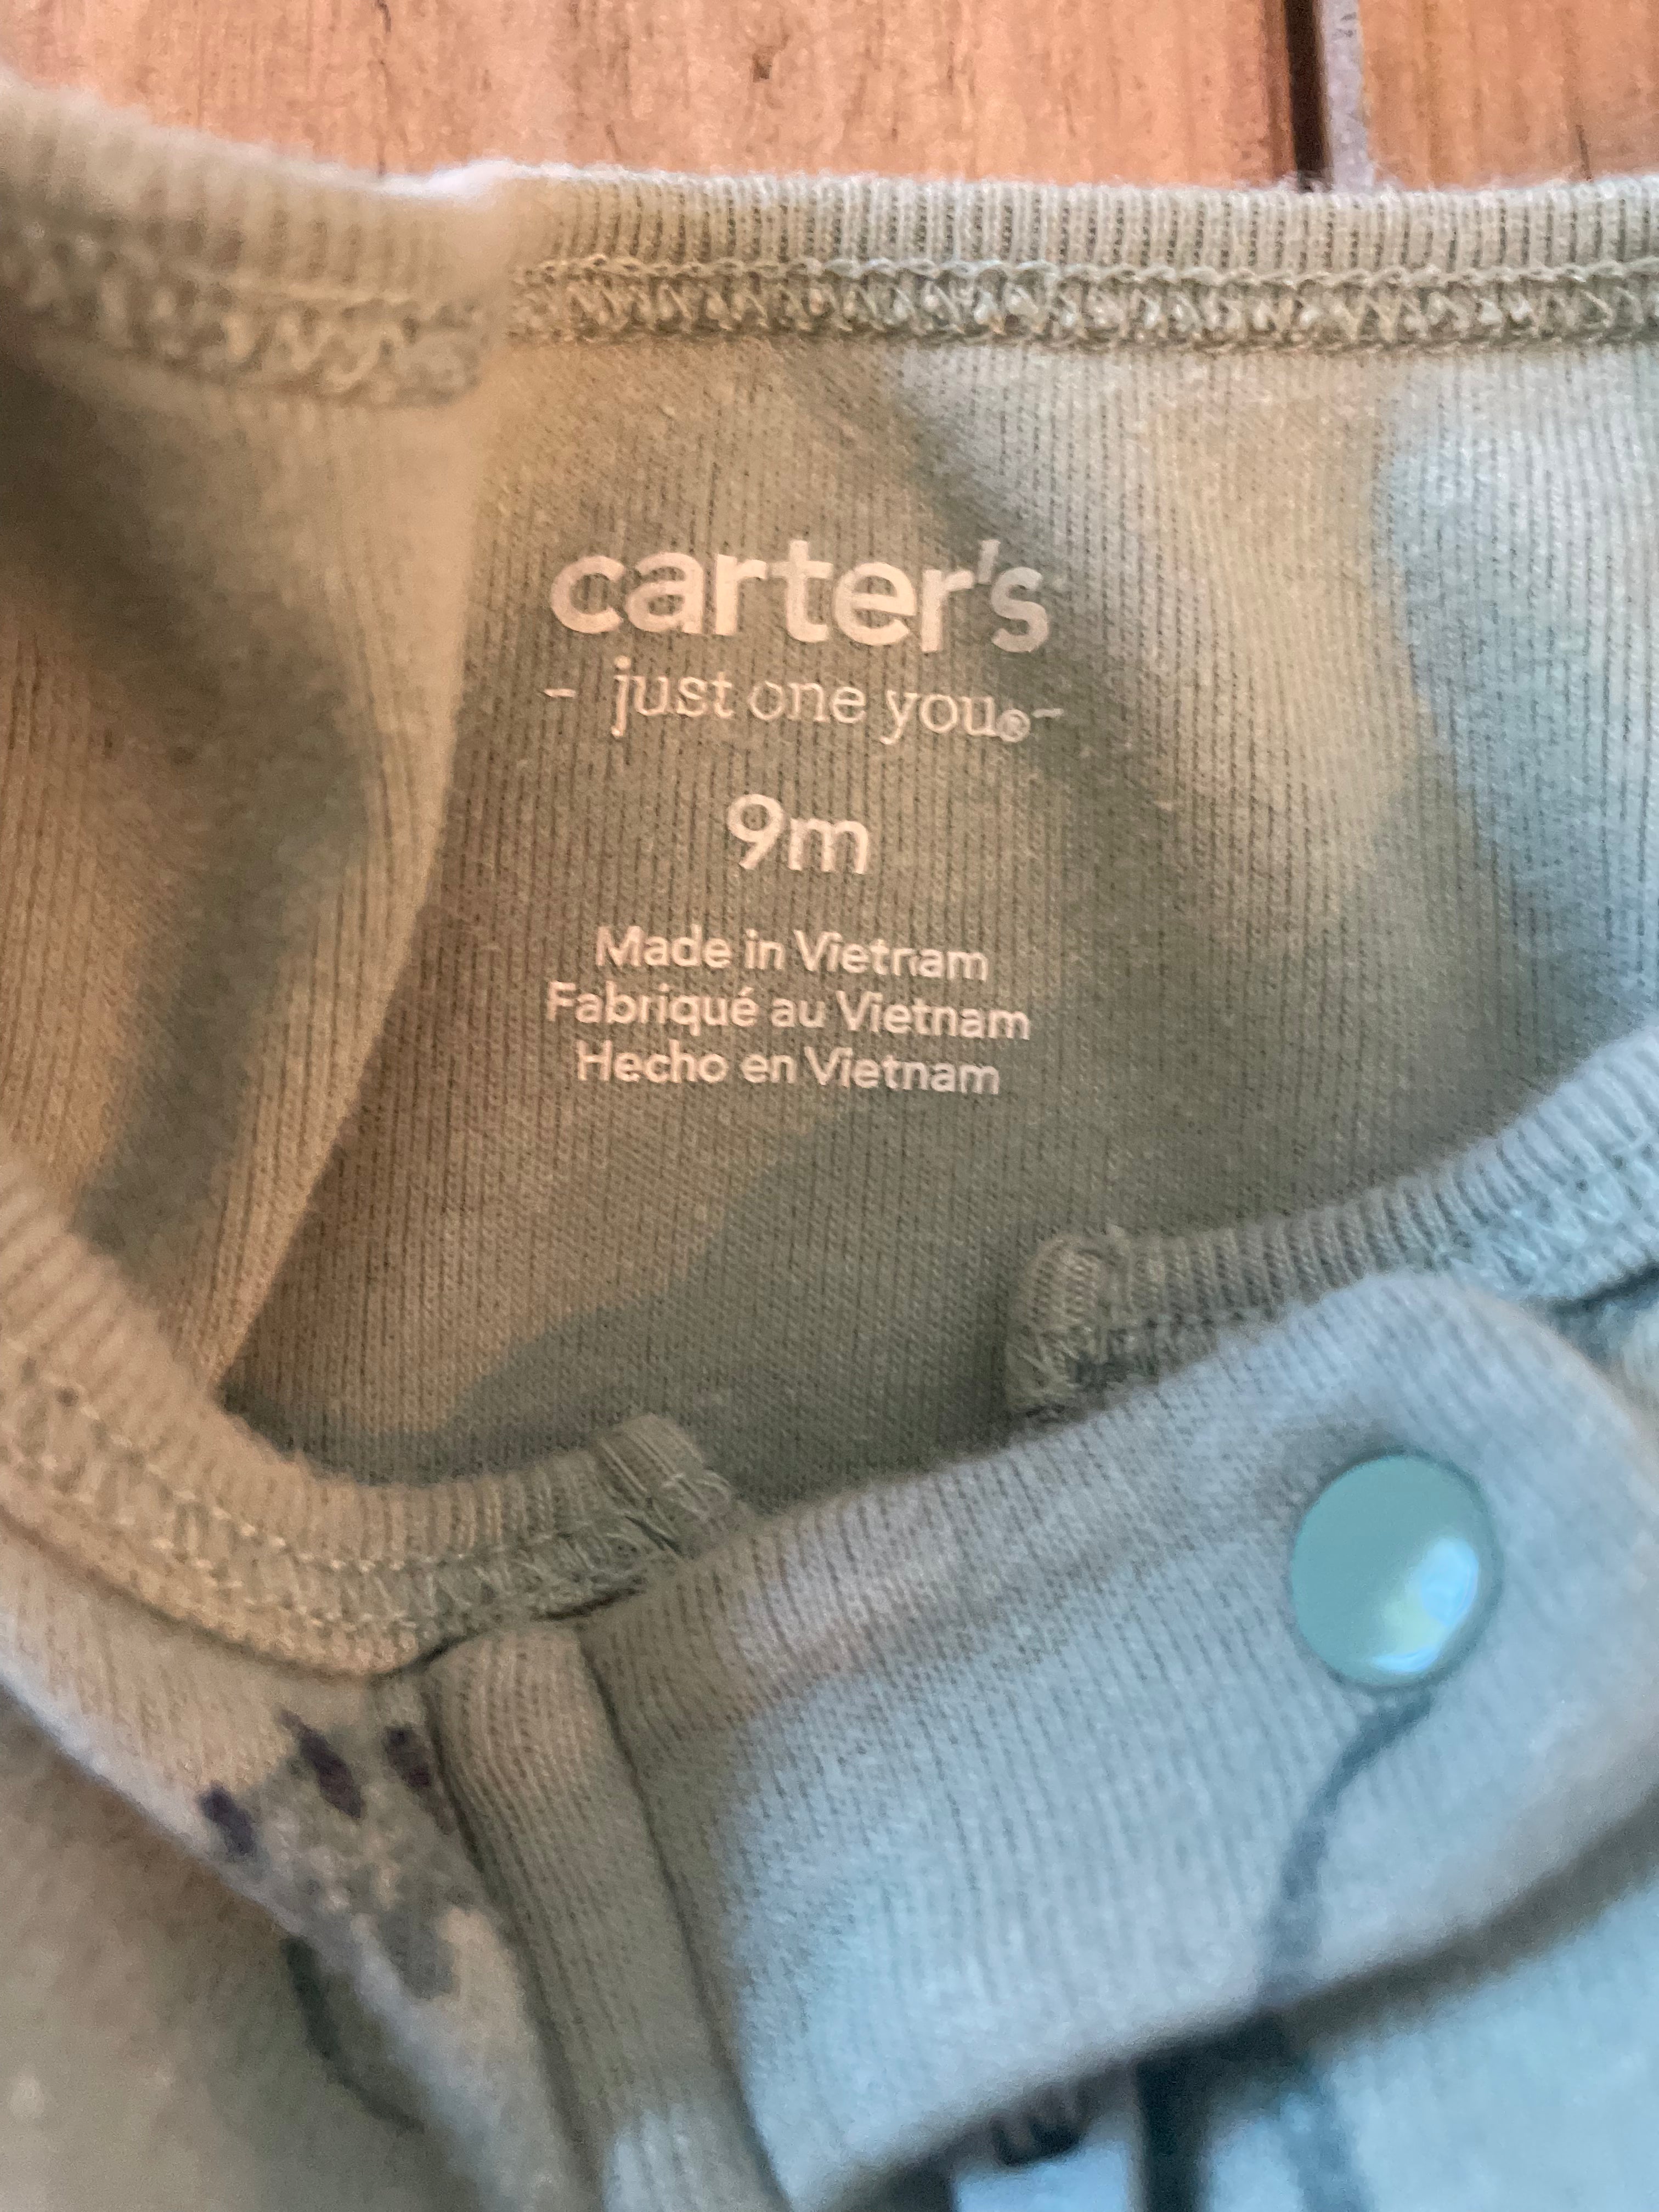 carter's
- just one you® -
9m
Made in Vietnam
Fabriqué au Vietnam
Hecho en Vietnam